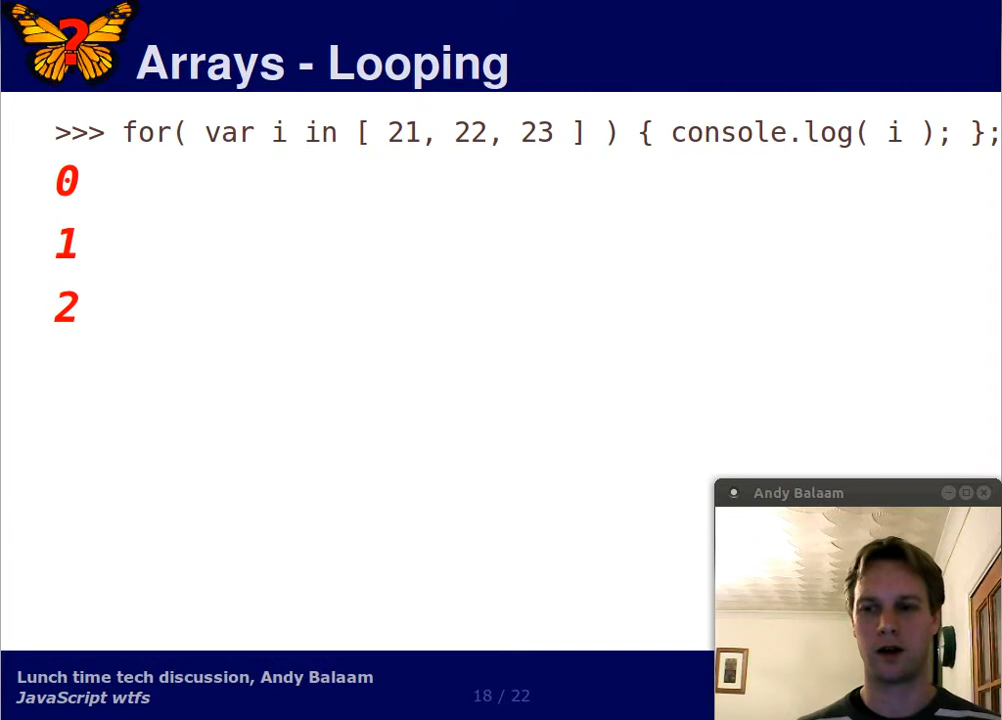 ?
Arrays - Looping
>>> for( var i in [ 21, 22, 23 ] ) { console.log( i ); };
0
1
2
Andy Balaam
Lunch time tech discussion, Andy Balaam
JavaScript wtfs
18 / 22